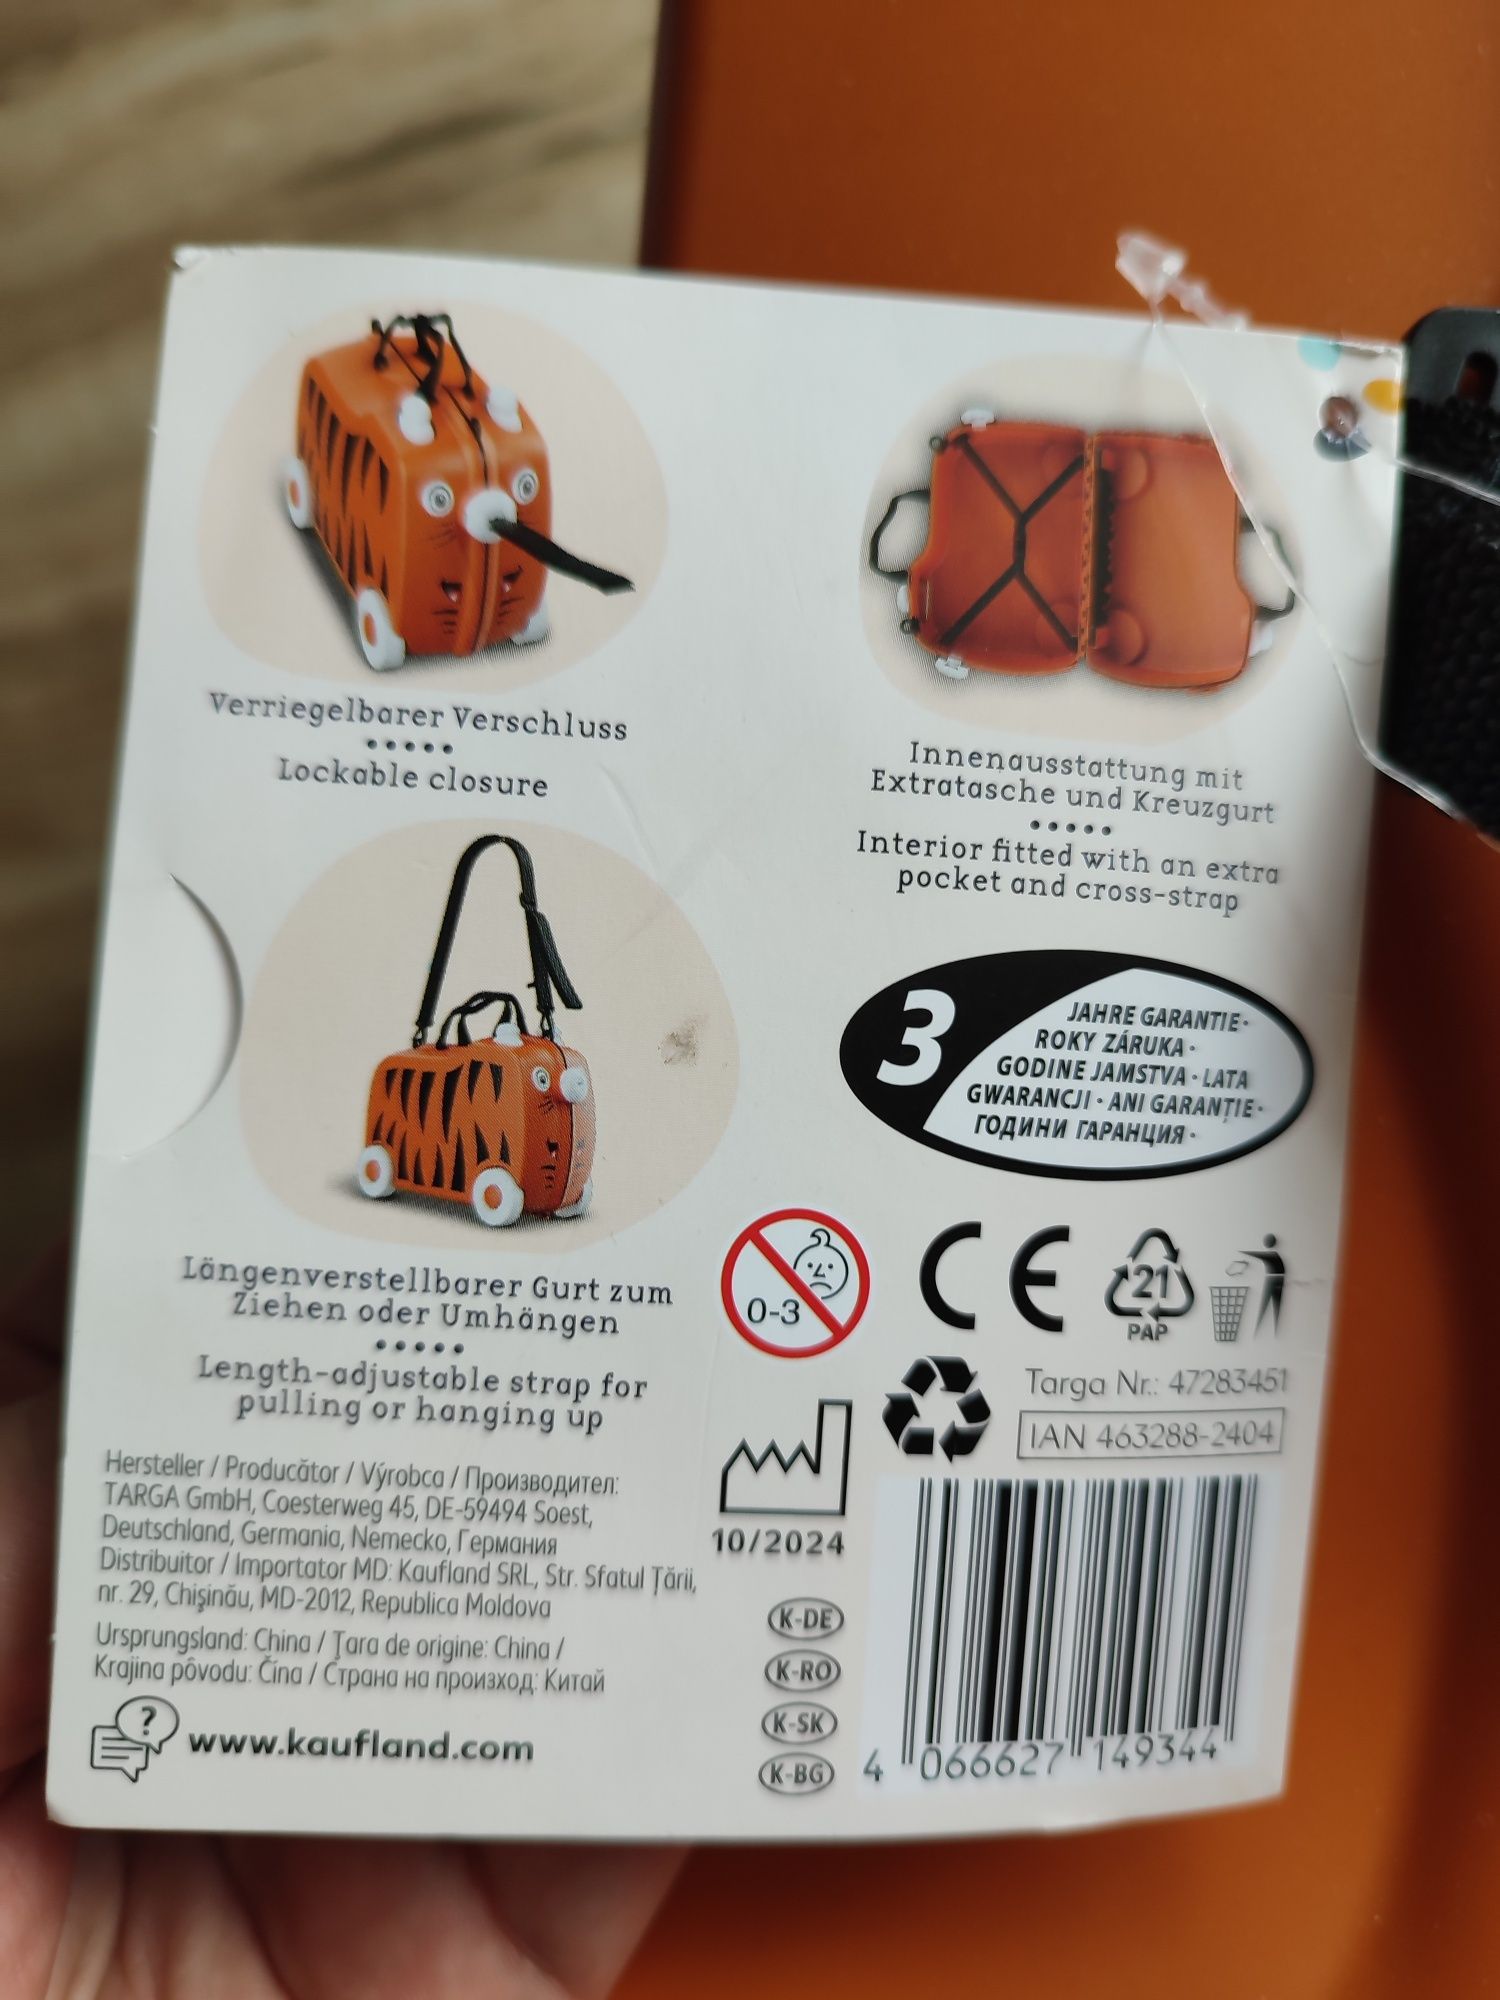 Verriegelbarer Verschluss
Lockable closure
Innenausstattung mit
Extratasche und Kreuzgurt
Interior fitted with an extra
pocket and cross-strap
Längenverstellbarer Gurt zum
Ziehen oder Umhängen
Length-adjustable strap for
pulling or hanging up
3
JAHRE GARANTIE ·
ROKY ZÁRUKA ·
GODINE JAMSTVA · LATA
GWARANCJI · ANI GARANȚIE ·
ГОДИНИ ГАРАНЦИЯ ·
0-3
CE
21
PAP
Targa Nr.: 47283451
IAN 463288-2404
Hersteller / Producător / Výrobca / Производител:
TARGA GmbH, Coesterweg 45, DE-59494 Soest,
Deutschland, Germania, Nemecko, Германия
Distribuitor / Importator MD: Kaufland SRL, Str. Sfatul Țării,
nr. 29, Chișinău, MD-2012, Republica Moldova
Ursprungsland: China / Țara de origine: China /
Krajina pôvodu: Čína / Страна на произход: Китай
?
www.kaufland.com
10/2024
K-DE
K-RO
K-SK
K-BG
4 066627 149344